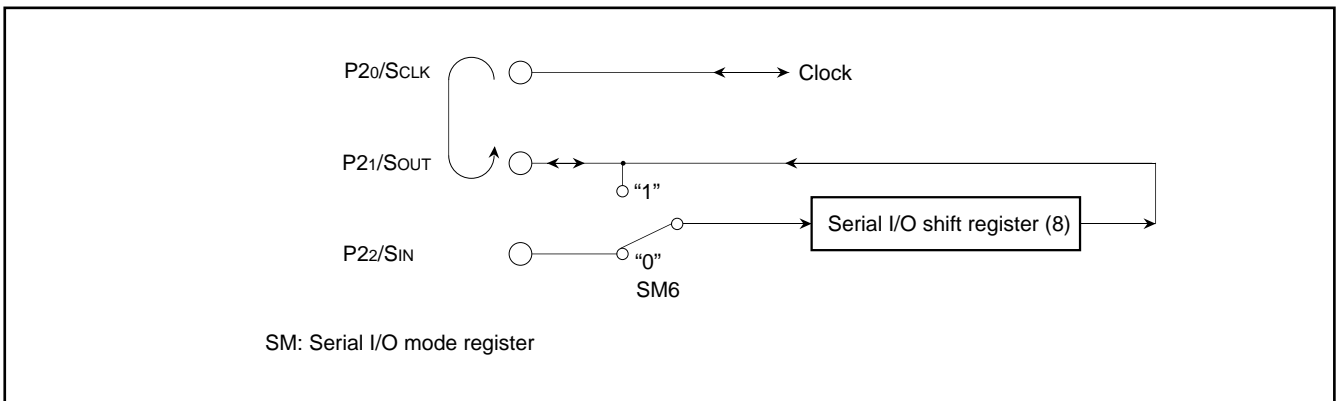 P20/SCLK
Clock
P21/SOUT
“1”
Serial I/O shift register (8)
P22/SIN
“0”
SM6
SM: Serial I/O mode register